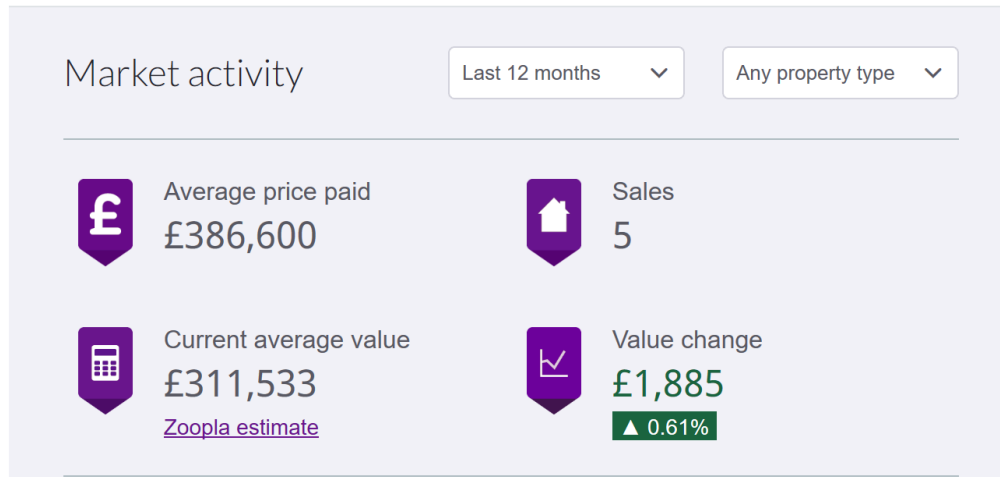 Market activity
Last 12 months
Any property type
£
Average price paid
£386,600
Sales
5
Current average value
£311,533
Zoopla estimate
Value change
£1,885
▲ 0.61%